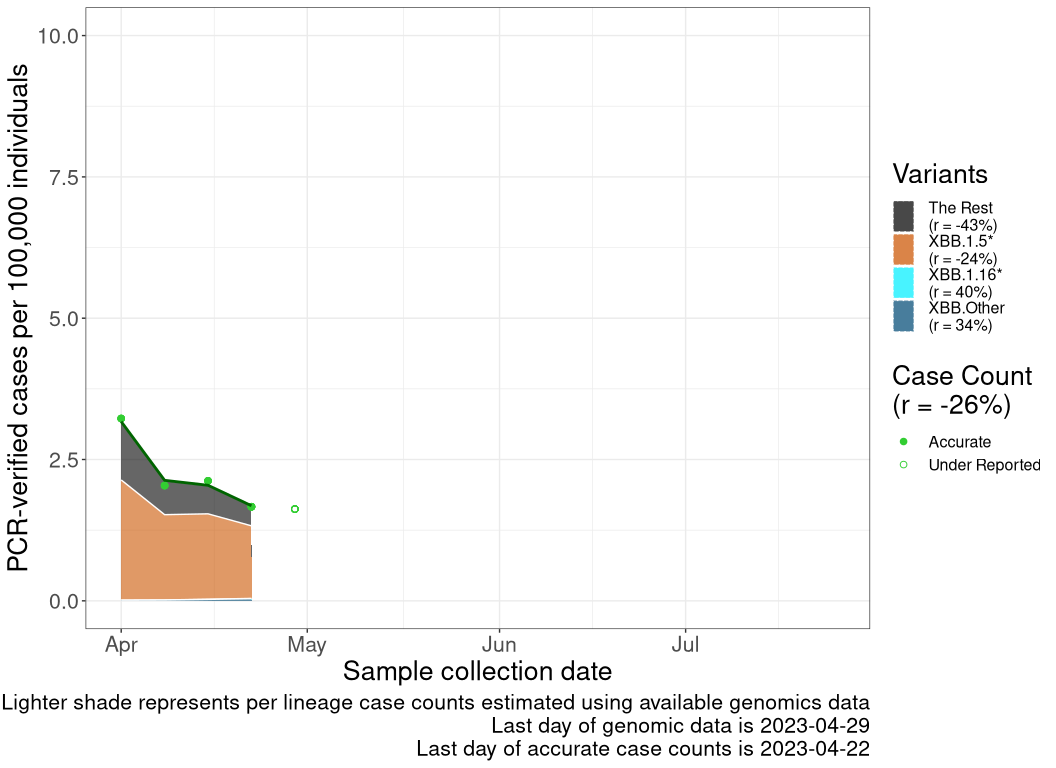 PCR-verified cases per 100,000 individuals
10.0
7.5
5.0
2.5
0.0
Apr
May
Jun
Jul
Sample collection date
Variants
The Rest
(r = -43%)
XBB.1.5*
(r = -24%)
XBB.1.16*
(r = 40%)
XBB.Other
(r = 34%)
Case Count
(r = -26%)
Accurate
Under Reported
Lighter shade represents per lineage case counts estimated using available genomics data
Last day of genomic data is 2023-04-29
Last day of accurate case counts is 2023-04-22